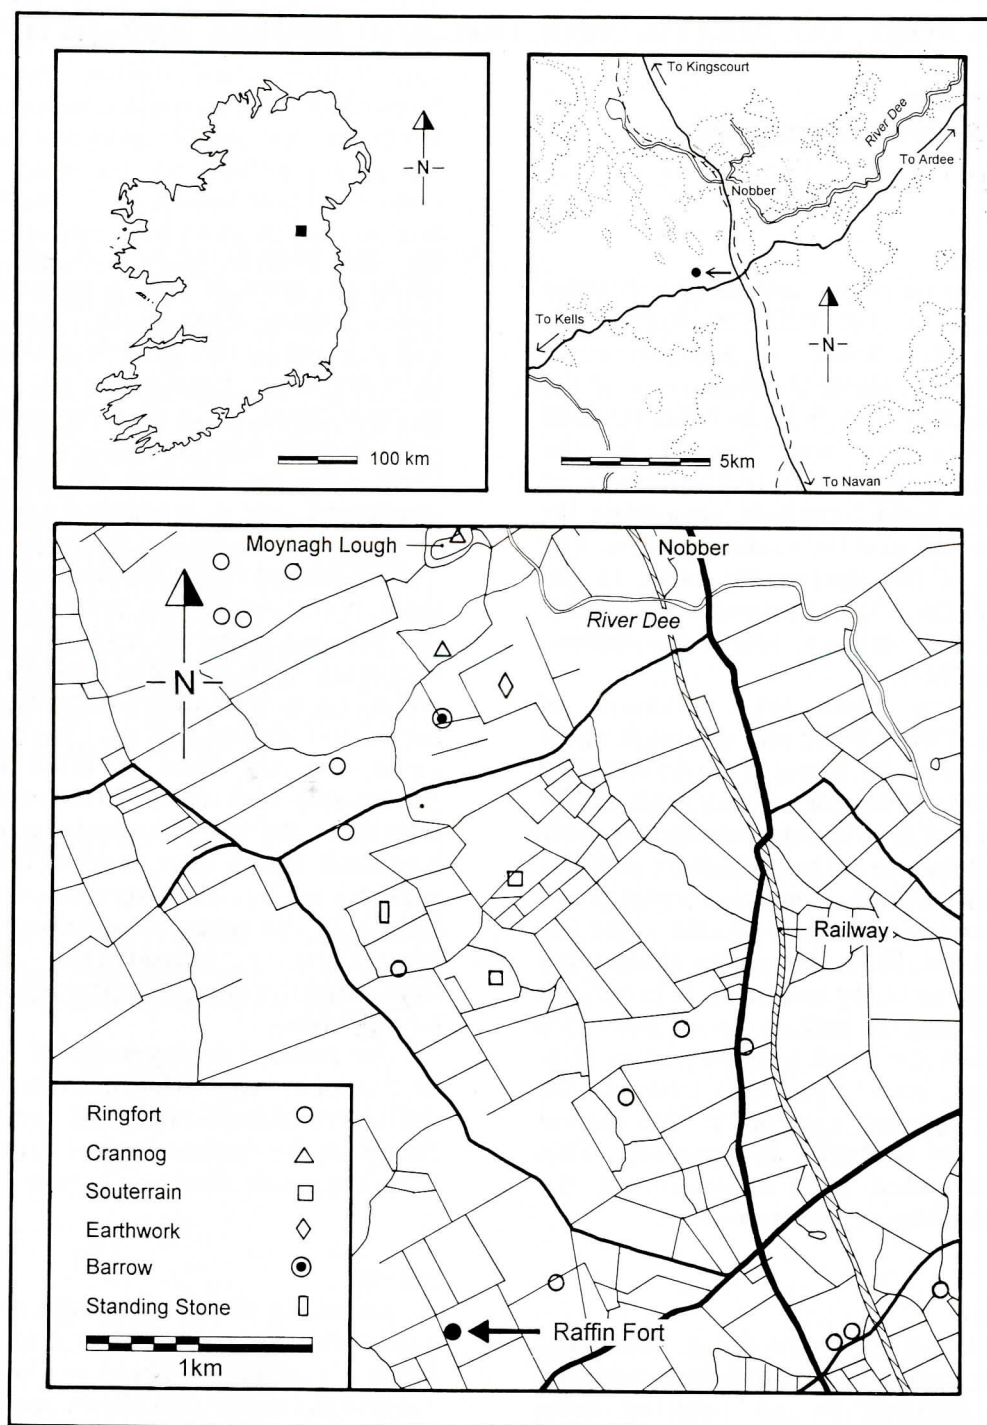 N
100 km
To Kingscourt
River Dee
To Ardee
Nobber
To Kells
N
5km
To Navan
Moynagh Lough
Nobber
River Dee
N
Railway
Ringfort
Crannog
Souterrain
Earthwork
Barrow
Standing Stone
1km
Raffin Fort